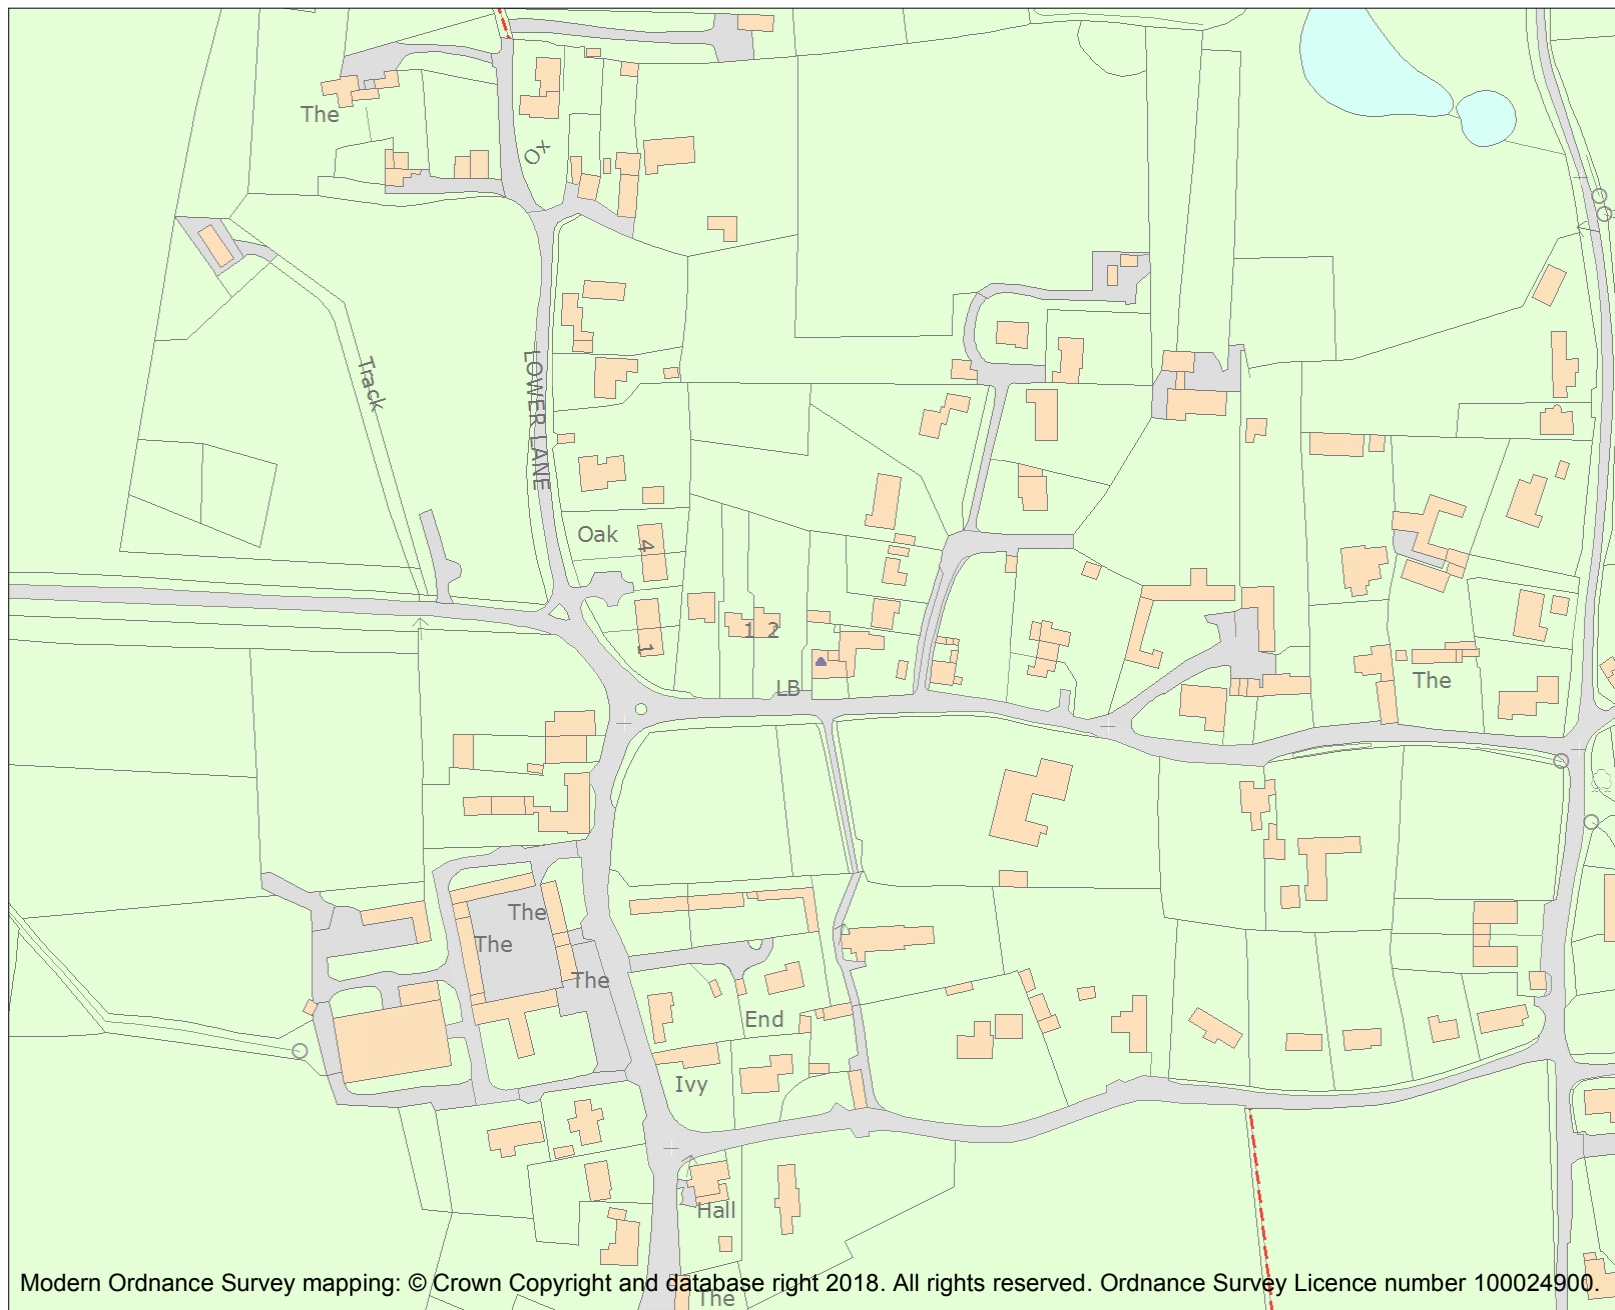 The
Ox
Track
LOWER LANE
Oak
4
1
1 2
LB
The
The
The
The
End
Ivy
Hall
The
Modern Ordnance Survey mapping: © Crown Copyright and database right 2018. All rights reserved. Ordnance Survey Licence number 100024900.